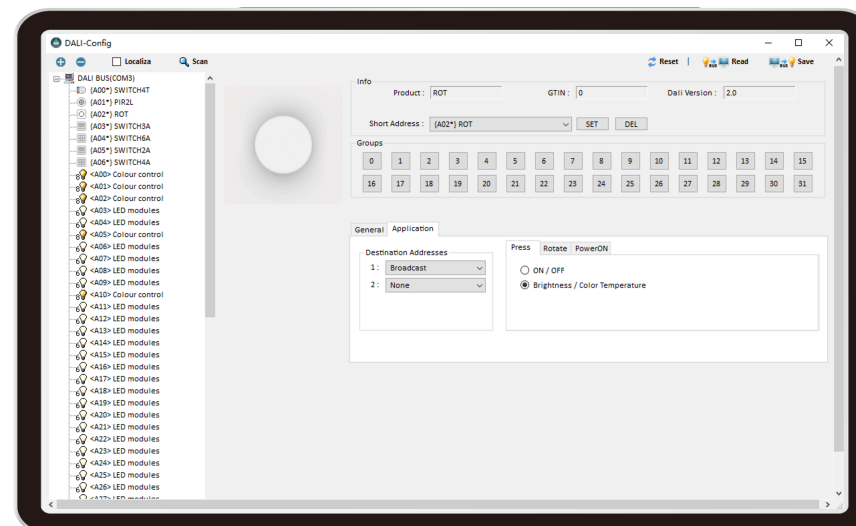 DALI-Config
Localiza Scan Reset | Read Save
DALI BUS(COM3)
{A00*} SWITCH4T
{A01*} PIR2L
{A02*} ROT
{A03*} SWITCH3A
{A04*} SWITCH6A
{A05*} SWITCH2A
{A06*} SWITCH4A
<A00> Colour control
<A01> Colour control
<A02> Colour control
<A03> LED modules
<A04> LED modules
<A05> Colour control
<A06> LED modules
<A07> LED modules
<A08> LED modules
<A09> LED modules
<A10> Colour control
<A11> LED modules
<A12> LED modules
<A13> LED modules
<A14> LED modules
<A15> LED modules
<A16> LED modules
<A17> LED modules
<A18> LED modules
<A19> LED modules
<A20> LED modules
<A21> LED modules
<A22> LED modules
<A23> LED modules
<A24> LED modules
<A25> LED modules
<A26> LED modules
<A27> LED modules
Info
Product : ROT GTIN : 0 Dali Version : 2.0
Short Address : {A02*} ROT SET DEL
Groups
0 1 2 3 4 5 6 7 8 9 10 11 12 13 14 15
16 17 18 19 20 21 22 23 24 25 26 27 28 29 30 31
General Application
Destination Addresses
1 : Broadcast
2 : None
Press Rotate PowerON
ON / OFF
Brightness / Color Temperature